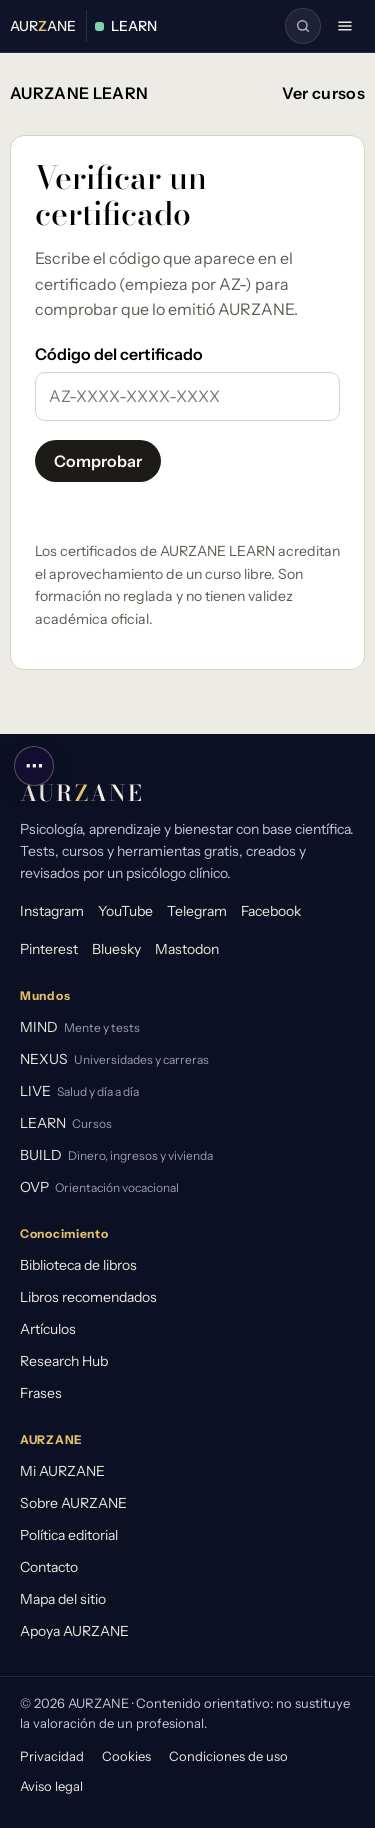 AURZANE LEARN
AURZANE LEARN Ver cursos
Verificar un
certificado
Escribe el código que aparece en el
certificado (empieza por AZ-) para
comprobar que lo emitió AURZANE.
Código del certificado
AZ-XXXX-XXXX-XXXX
Comprobar
Los certificados de AURZANE LEARN acreditan
el aprovechamiento de un curso libre. Son
formación no reglada y no tienen validez
académica oficial.
AURZANE
Psicología, aprendizaje y bienestar con base científica.
Tests, cursos y herramientas gratis, creados y
revisados por un psicólogo clínico.
Instagram YouTube Telegram Facebook
Pinterest Bluesky Mastodon
Mundos
MIND Mente y tests
NEXUS Universidades y carreras
LIVE Salud y día a día
LEARN Cursos
BUILD Dinero, ingresos y vivienda
OVP Orientación vocacional
Conocimiento
Biblioteca de libros
Libros recomendados
Artículos
Research Hub
Frases
AURZANE
Mi AURZANE
Sobre AURZANE
Política editorial
Contacto
Mapa del sitio
Apoya AURZANE
© 2026 AURZANE · Contenido orientativo: no sustituye
la valoración de un profesional.
Privacidad Cookies Condiciones de uso
Aviso legal